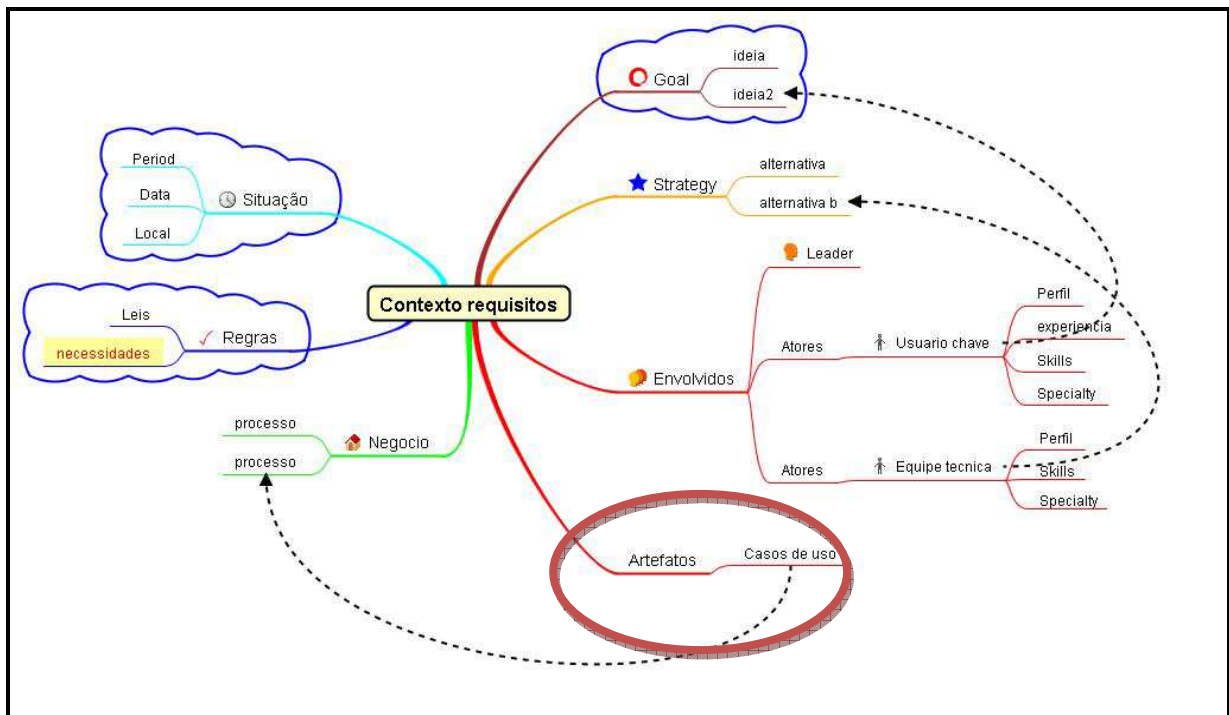 ideia
Goal
ideia2
Period
Data
Situação
Local
alternativa
Strategy
alternativa b
Leader
Contexto requisitos
Perfil
Leis
experiencia
Regras
Atores
Usuario chave
necessidades
Skills
Envolvidos
Specialty
processo
Negocio
processo
Perfil
Atores
Equipe tecnica
Skills
Specialty
Artefatos
Casos de uso